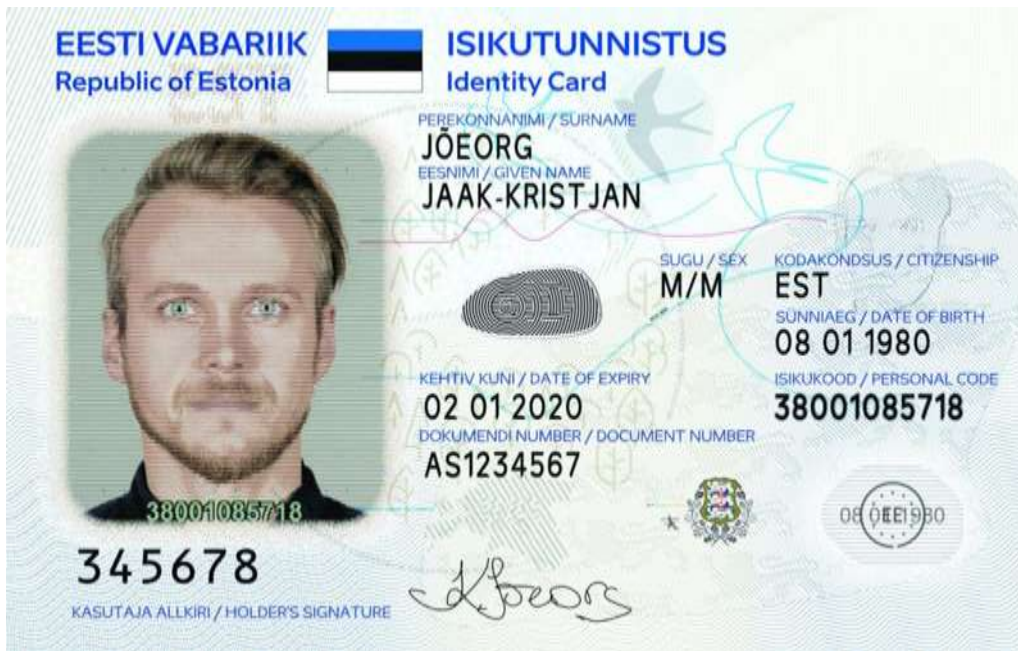 EESTI VABARIIK
Republic of Estonia
ISIKUTUNNISTUS
Identity Card
PEREKONNANIMI / SURNAME
JÕEORG
EESNIMI / GIVEN NAME
JAAK-KRISTJAN
SUGU / SEX
M/M
KODAKONDSUS / CITIZENSHIP
EST
SÜNNIAEG / DATE OF BIRTH
08 01 1980
KEHTIV KUNI / DATE OF EXPIRY
02 01 2020
ISIKUKOOD / PERSONAL CODE
38001085718
DOKUMENDI NUMBER / DOCUMENT NUMBER
AS1234567
38001085718
345678
KASUTAJA ALLKIRI / HOLDER'S SIGNATURE
K.Jõeorg
EE